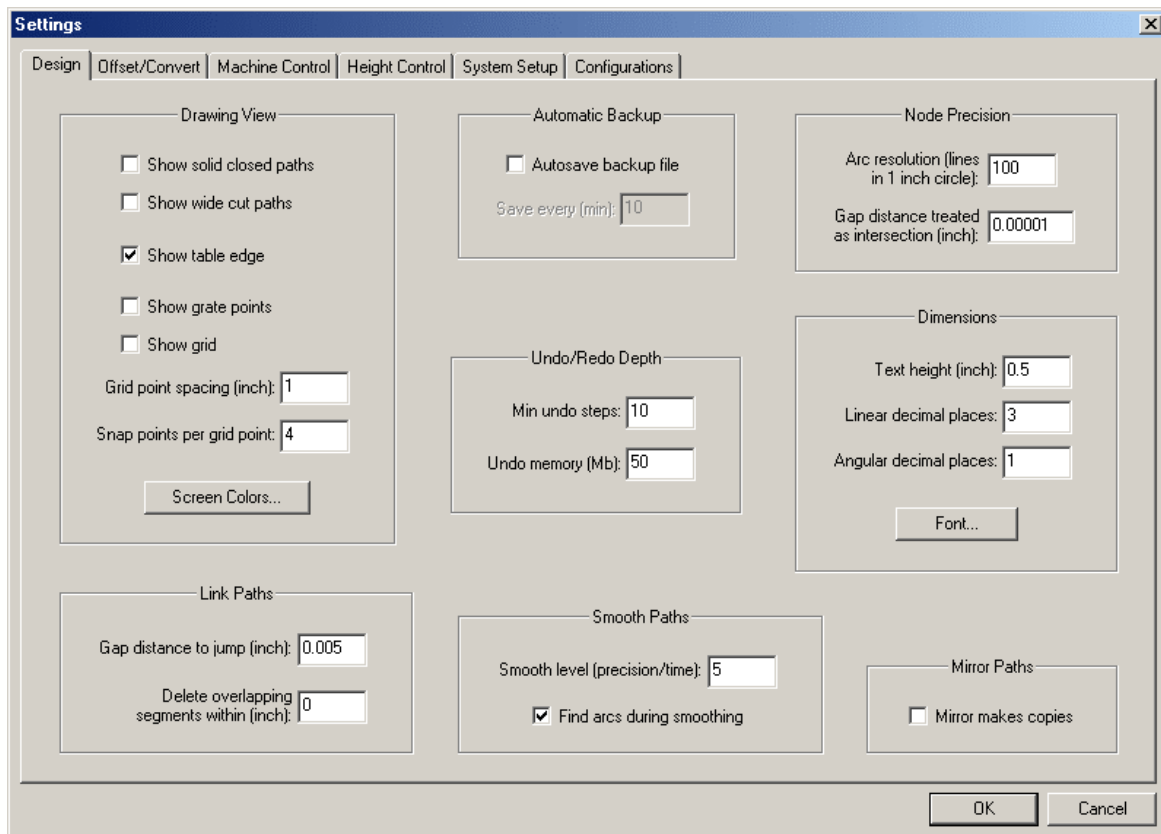 Settings
Design
Offset/Convert
Machine Control
Height Control
System Setup
Configurations
Drawing View
Show solid closed paths
Show wide cut paths
Show table edge
Show grate points
Show grid
Grid point spacing (inch): 1
Snap points per grid point: 4
Screen Colors...
Automatic Backup
Autosave backup file
Save every (min): 10
Node Precision
Arc resolution (lines
in 1 inch circle): 100
Gap distance treated
as intersection (inch): 0.00001
Undo/Redo Depth
Min undo steps: 10
Undo memory (Mb): 50
Dimensions
Text height (inch): 0.5
Linear decimal places: 3
Angular decimal places: 1
Font...
Link Paths
Gap distance to jump (inch): 0.005
Delete overlapping
segments within (inch): 0
Smooth Paths
Smooth level (precision/time): 5
Find arcs during smoothing
Mirror Paths
Mirror makes copies
OK
Cancel